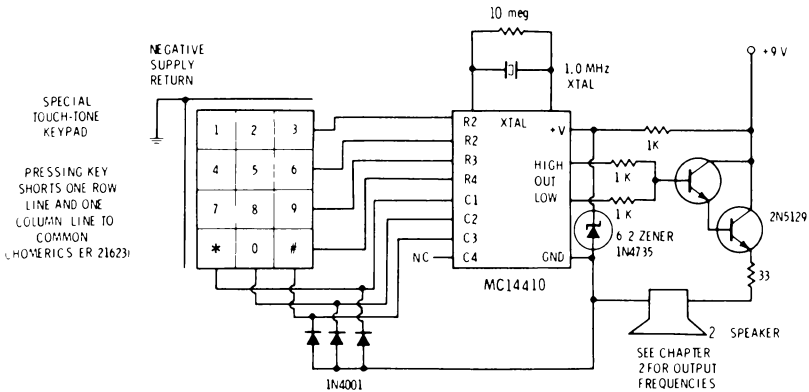 10 meg
NEGATIVE
SUPPLY
RETURN
+9 V
1.0 MHz
XTAL
SPECIAL
TOUCH-TONE
KEYPAD
1 2 3
4 5 6
7 8 9
* 0 #
PRESSING KEY
SHORTS ONE ROW
LINE AND ONE
COLUMN LINE TO
COMMON
(HOMERICS ER 21623)
R2
R2
R3
R4
C1
C2
C3
C4
NC
XTAL
+V
HIGH
OUT
LOW
GND
MC14410
1K
1 K
1 K
6 2 ZENER
1N4735
2N5129
33
2 SPEAKER
SEE CHAPTER
2 FOR OUTPUT
FREQUENCIES
1N4001